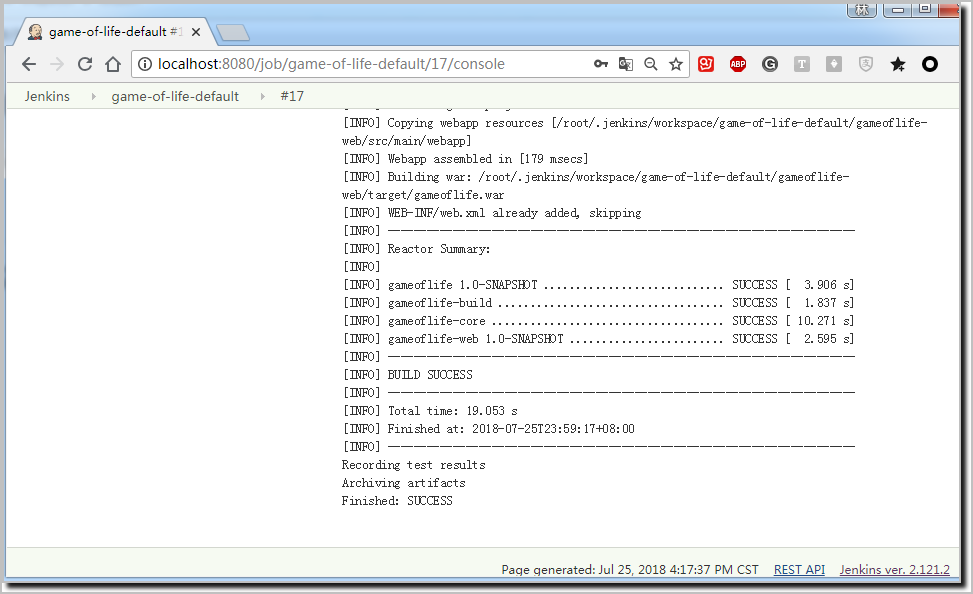 林
game-of-life-default #1
localhost:8080/job/game-of-life-default/17/console
ABP
G
T
Jenkins
game-of-life-default
#17
[INFO] Copying webapp resources [/root/.jenkins/workspace/game-of-life-default/gameoflife-
web/src/main/webapp]
[INFO] Webapp assembled in [179 msecs]
[INFO] Building war: /root/.jenkins/workspace/game-of-life-default/gameoflife-
web/target/gameoflife.war
[INFO] WEB-INF/web.xml already added, skipping
[INFO] ------------------------------------------------------------------------
[INFO] Reactor Summary:
[INFO]
[INFO] gameoflife 1.0-SNAPSHOT ............................ SUCCESS [  3.906 s]
[INFO] gameoflife-build ................................... SUCCESS [  1.837 s]
[INFO] gameoflife-core .................................... SUCCESS [ 10.271 s]
[INFO] gameoflife-web 1.0-SNAPSHOT ........................ SUCCESS [  2.595 s]
[INFO] ------------------------------------------------------------------------
[INFO] BUILD SUCCESS
[INFO] ------------------------------------------------------------------------
[INFO] Total time: 19.053 s
[INFO] Finished at: 2018-07-25T23:59:17+08:00
[INFO] ------------------------------------------------------------------------
Recording test results
Archiving artifacts
Finished: SUCCESS
Page generated: Jul 25, 2018 4:17:37 PM CST
REST API
Jenkins ver. 2.121.2